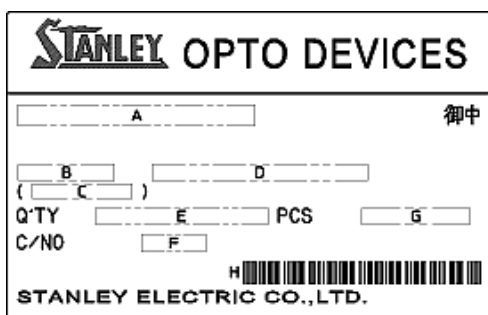 STANLEY OPTO DEVICES
A 御中
B D
( C )
Q'TY E PCS G
C/NO F
H
STANLEY ELECTRIC CO.,LTD.